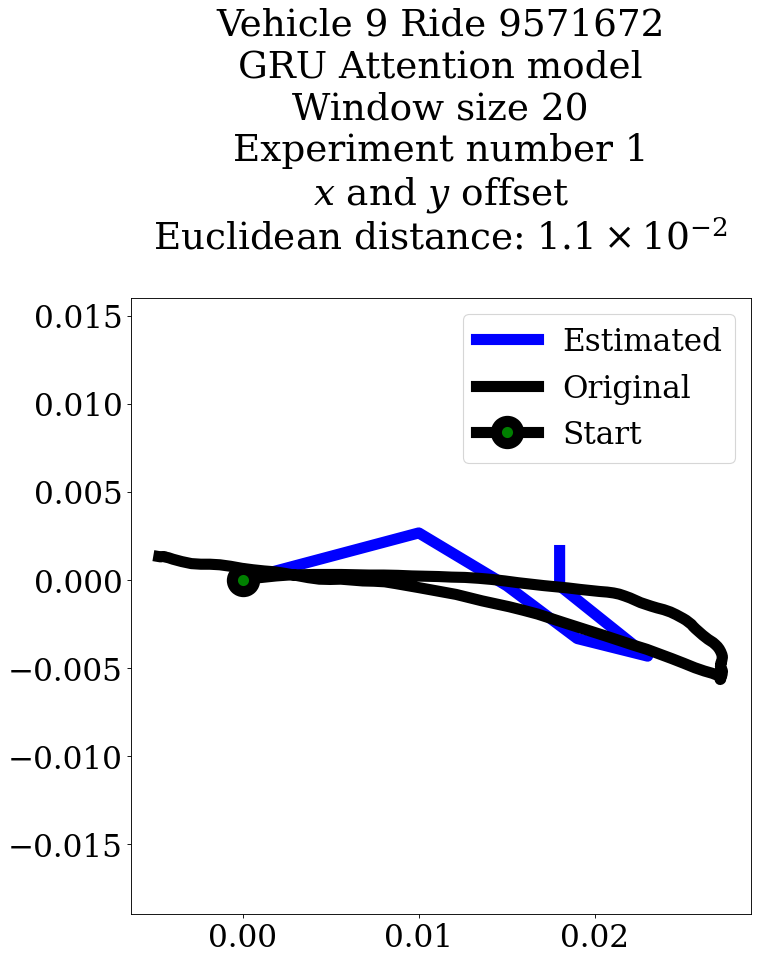 Vehicle 9 Ride 9571672
GRU Attention model
Window size 20
Experiment number 1
x and y offset
Euclidean distance: 1.1 × 10⁻²
Estimated
Original
Start
0.015
0.010
0.005
0.000
−0.005
−0.010
−0.015
0.00 0.01 0.02